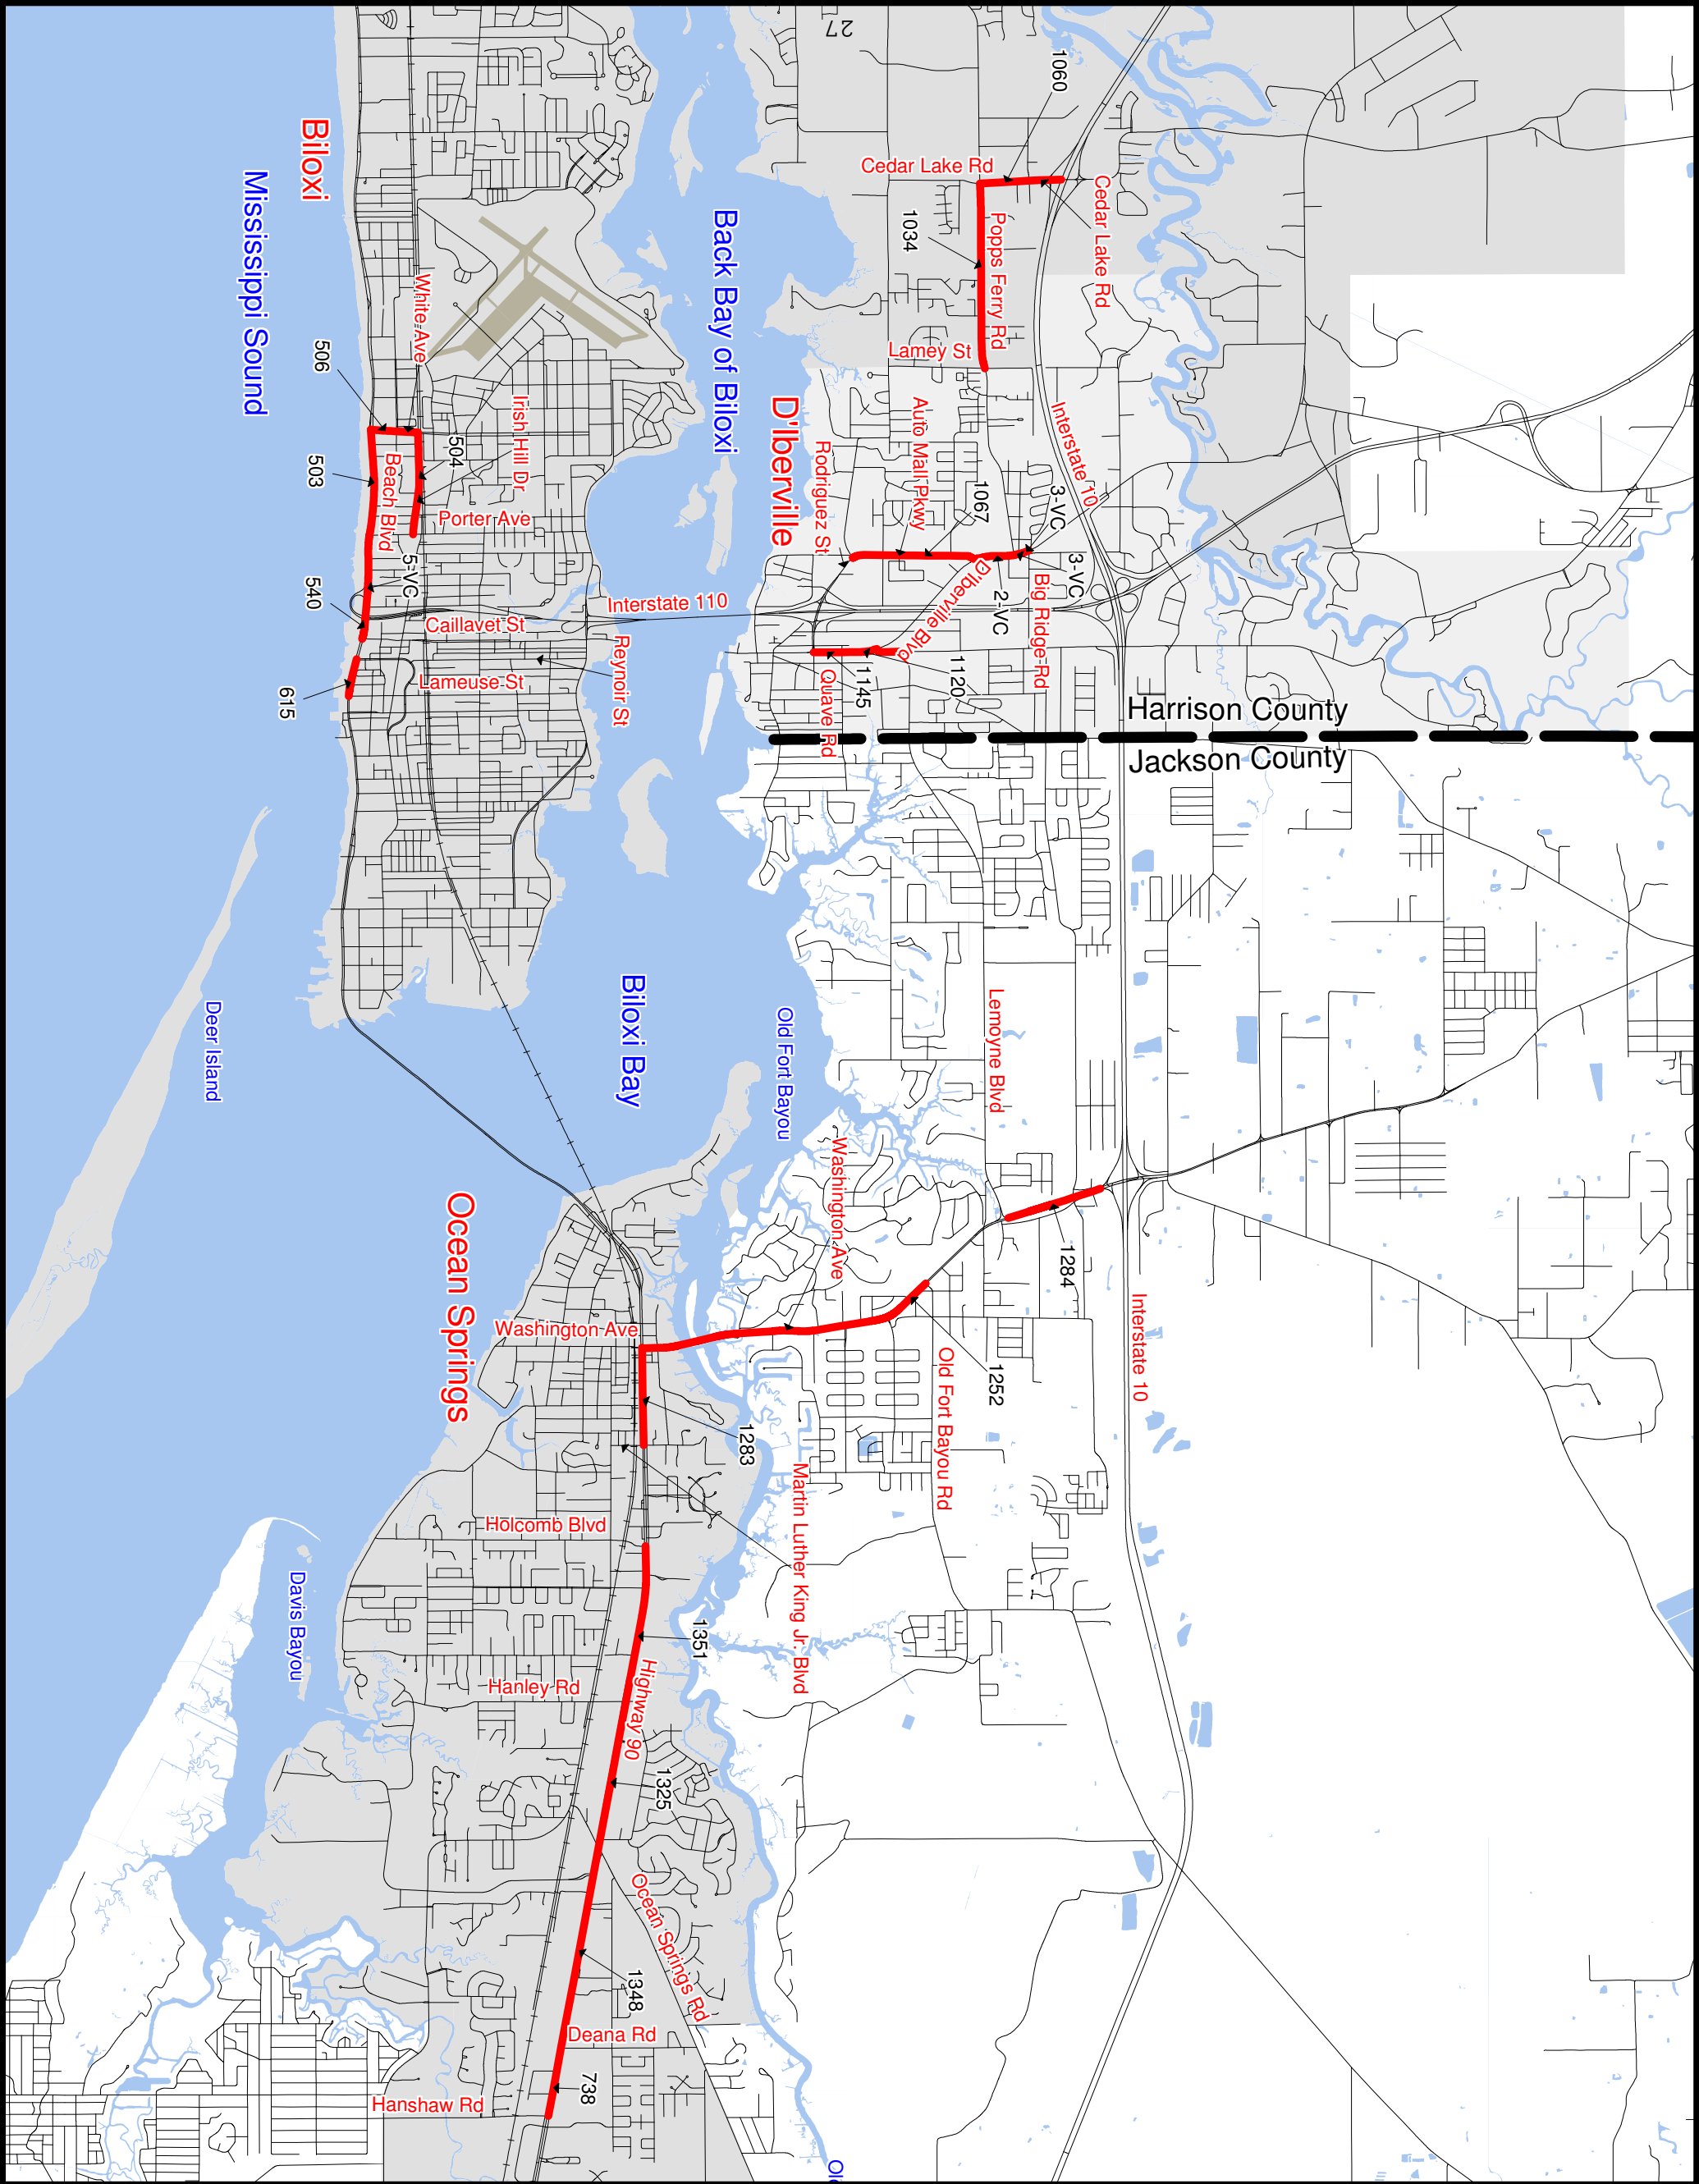 27
1060
Cedar Lake Rd
Cedar Lake Rd
1034
Popps Ferry Rd
Lamey St
Biloxi
Mississippi Sound
Back Bay of Biloxi
White Ave
506
503
504
Irish Hill Dr
Beach Blvd
Porter Ave
5-VC
540
615
Caillavet St
Lameuse St
Reynoir St
Interstate 110
D'Iberville
Rodriguez St
Auto Mall Pkwy
1067
3-VC
Interstate 10
3-VC
2-VC
Big Ridge Rd
D'Iberville Blvd
1120
1145
Quave Rd
Harrison County
Jackson County
Deer Island
Biloxi Bay
Old Fort Bayou
Lemoyne Blvd
Washington Ave
1284
Interstate 10
Ocean Springs
Washington Ave
1252
Old Fort Bayou Rd
1283
Martin Luther King Jr. Blvd
Holcomb Blvd
Davis Bayou
1351
Hanley Rd
Highway 90
1325
Ocean Springs Rd
1348
Deana Rd
738
Hanshaw Rd